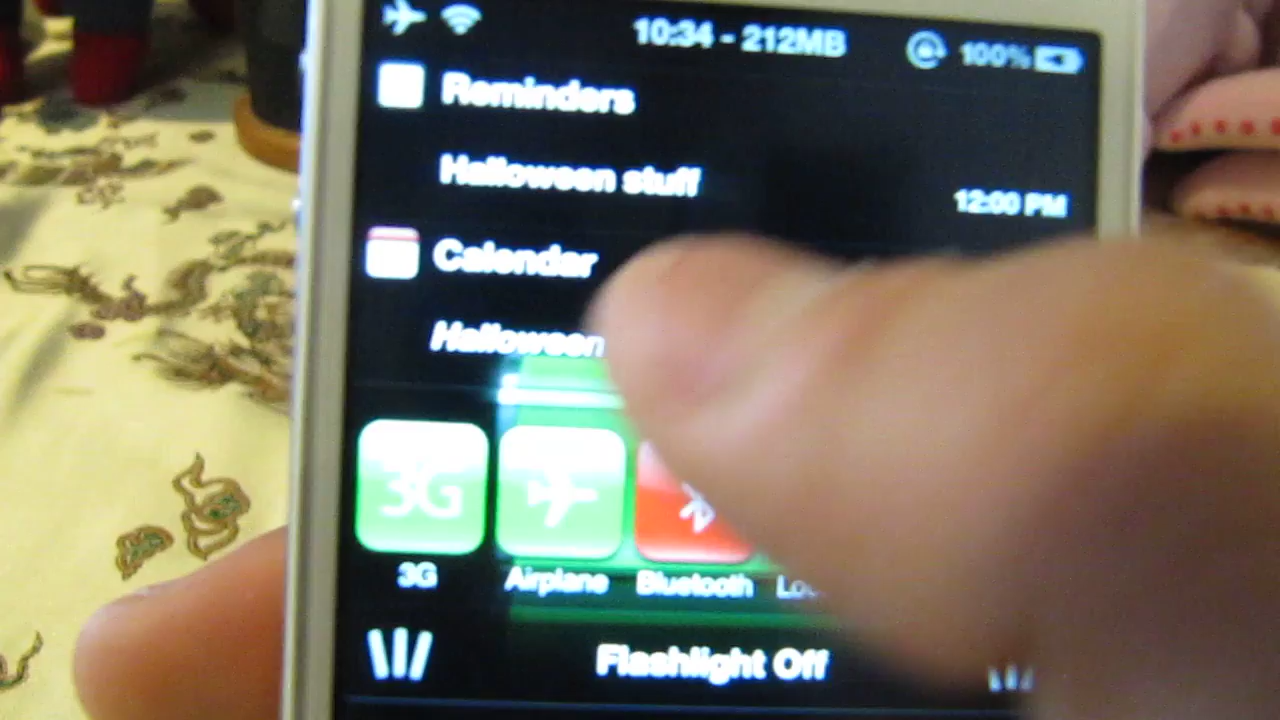 10:34 - 212MB 100%
Reminders
Halloween stuff
12:00 PM
Calendar
Halloween
3G
3G Airplane Bluetooth
Flashlight Off